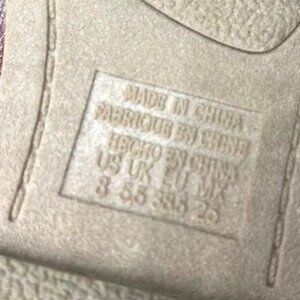 MADE IN CHINA
FABRIQUE EN CHINE
HECHO EN CHINA
US UK EU MX
8 5.5 38.5 25